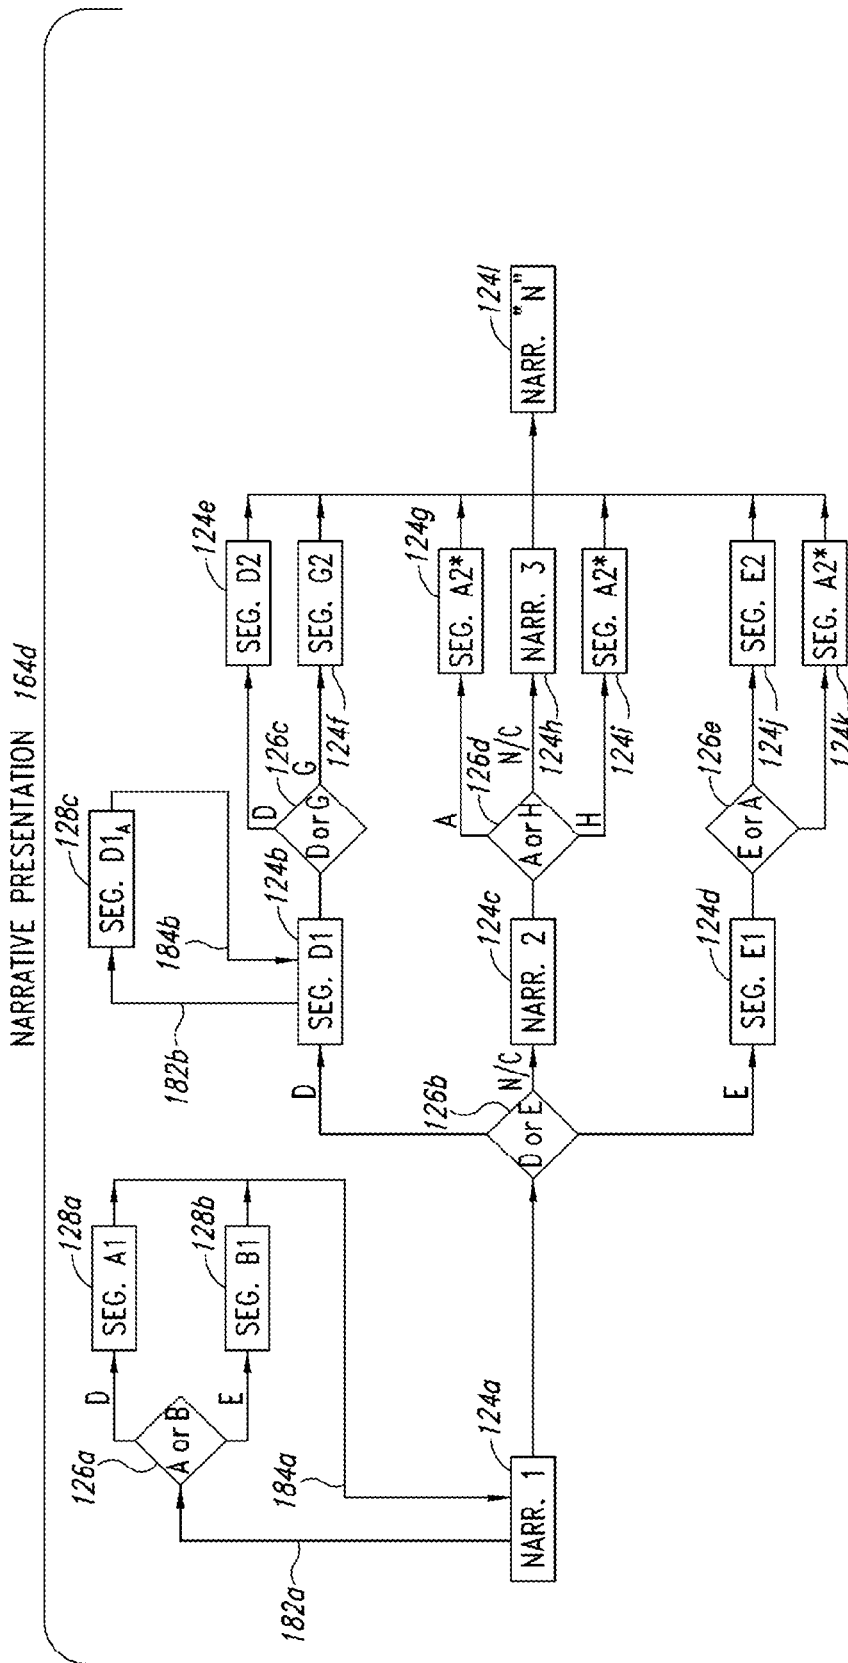 NARRATIVE PRESENTATION 164d
126a
A or B
D
E
SEG. A1
128a
SEG. B1
128b
182a
184a
NARR. 1
124a
D or E
126b
D
N/C
E
182b
184b
SEG. D1A
128c
SEG. D1
124b
NARR. 2
124c
SEG. E1
124d
D or G
126c
D
G
A or H
126d
A
N/C
H
E or A
126e
SEG. D2
124e
SEG. G2
124f
SEG. A2*
124g
NARR. 3
124h
SEG. A2*
124i
SEG. E2
124j
SEG. A2*
124k
NARR. "N"
124l